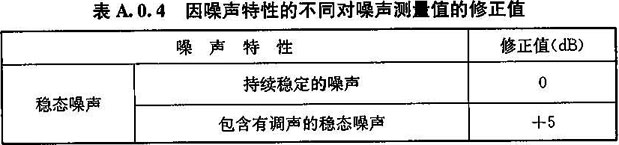 表 A.0.4 因噪声特性的不同对噪声测量值的修正值
噪 声 特 性 修正值(dB)
稳态噪声 持续稳定的噪声 0
包含有调声的稳态噪声 +5